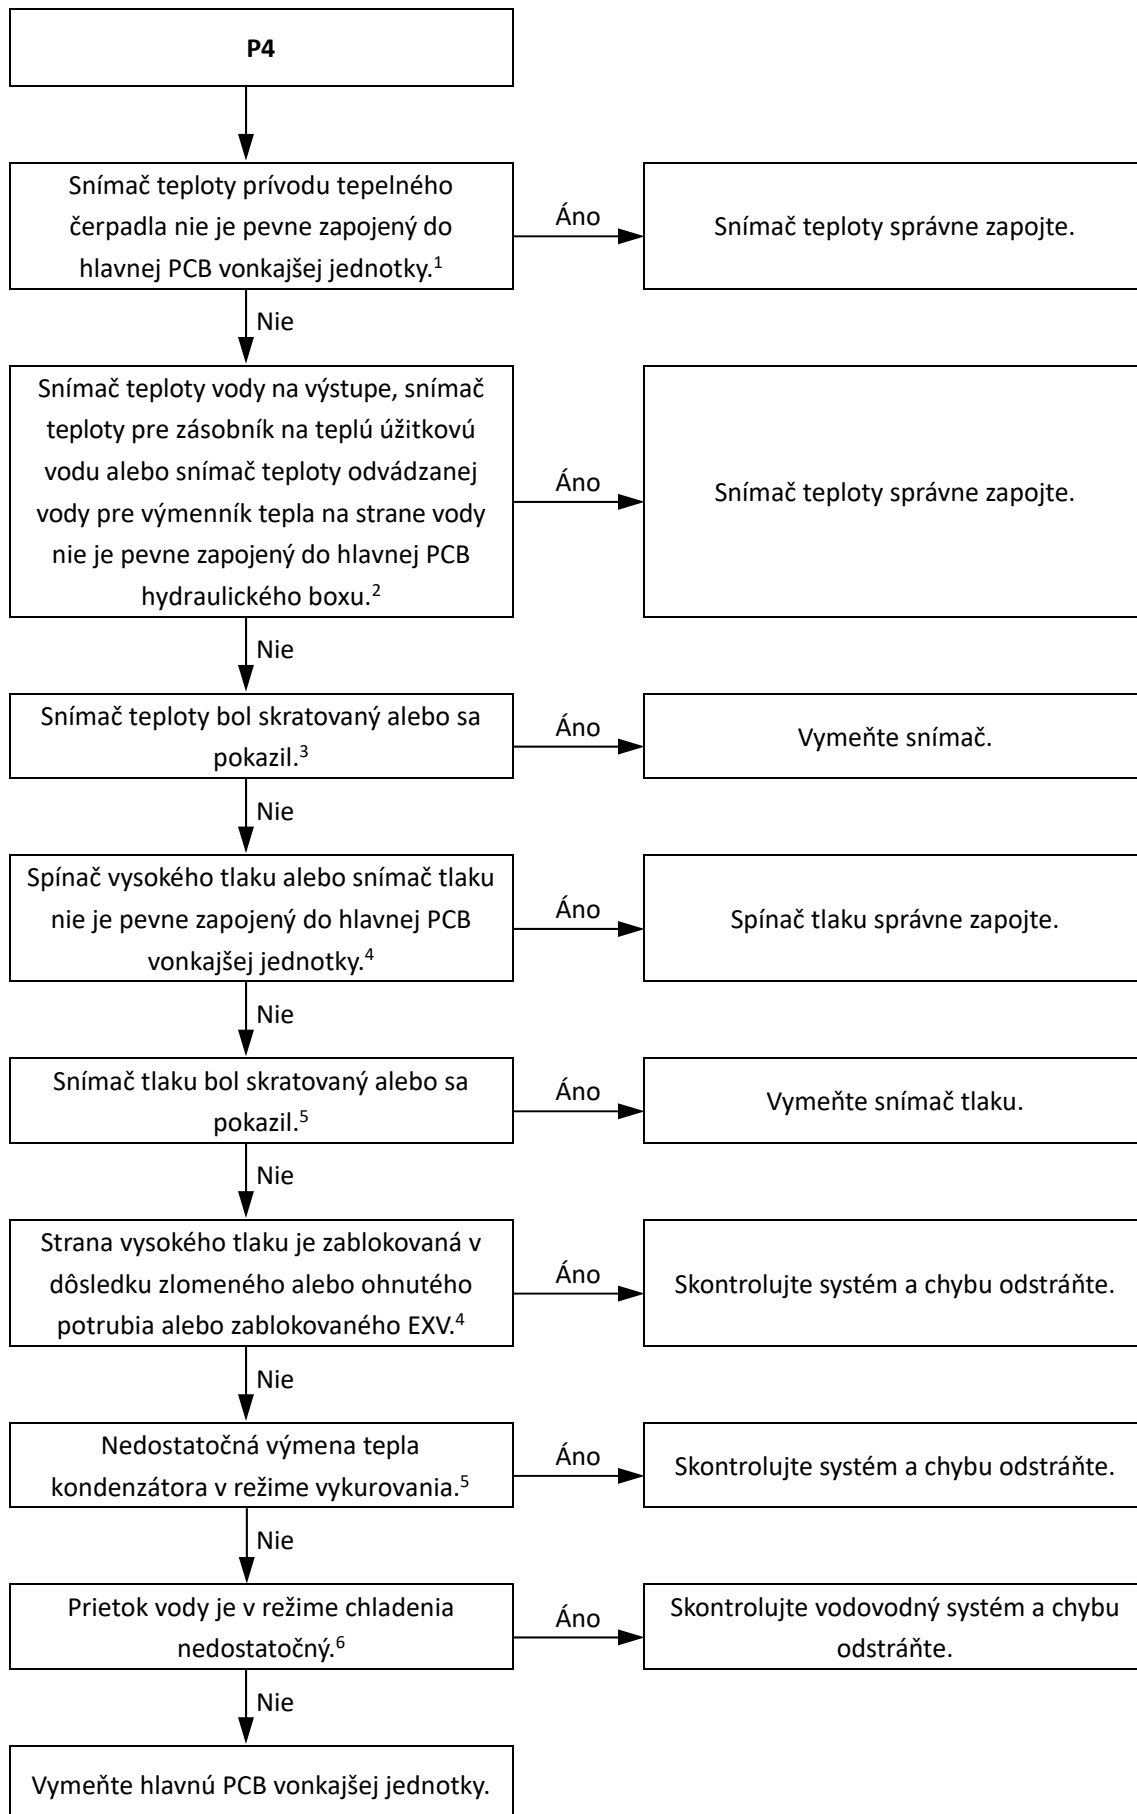 P4
Snímač teploty prívodu tepelného
čerpadla nie je pevne zapojený do
hlavnej PCB vonkajšej jednotky.¹
Áno
Snímač teploty správne zapojte.
Nie
Snímač teploty vody na výstupe, snímač
teploty pre zásobník na teplú úžitkovú
vodu alebo snímač teploty odvádzanej
vody pre výmenník tepla na strane vody
nie je pevne zapojený do hlavnej PCB
hydraulického boxu.²
Áno
Snímač teploty správne zapojte.
Nie
Snímač teploty bol skratovaný alebo sa
pokazil.³
Áno
Vymeňte snímač.
Nie
Spínač vysokého tlaku alebo snímač tlaku
nie je pevne zapojený do hlavnej PCB
vonkajšej jednotky.⁴
Áno
Spínač tlaku správne zapojte.
Nie
Snímač tlaku bol skratovaný alebo sa
pokazil.⁵
Áno
Vymeňte snímač tlaku.
Nie
Strana vysokého tlaku je zablokovaná v
dôsledku zlomeného alebo ohnutého
potrubia alebo zablokovaného EXV.⁴
Áno
Skontrolujte systém a chybu odstráňte.
Nie
Nedostatočná výmena tepla
kondenzátora v režime vykurovania.⁵
Áno
Skontrolujte systém a chybu odstráňte.
Nie
Prietok vody je v režime chladenia
nedostatočný.⁶
Áno
Skontrolujte vodovodný systém a chybu
odstráňte.
Nie
Vymeňte hlavnú PCB vonkajšej jednotky.